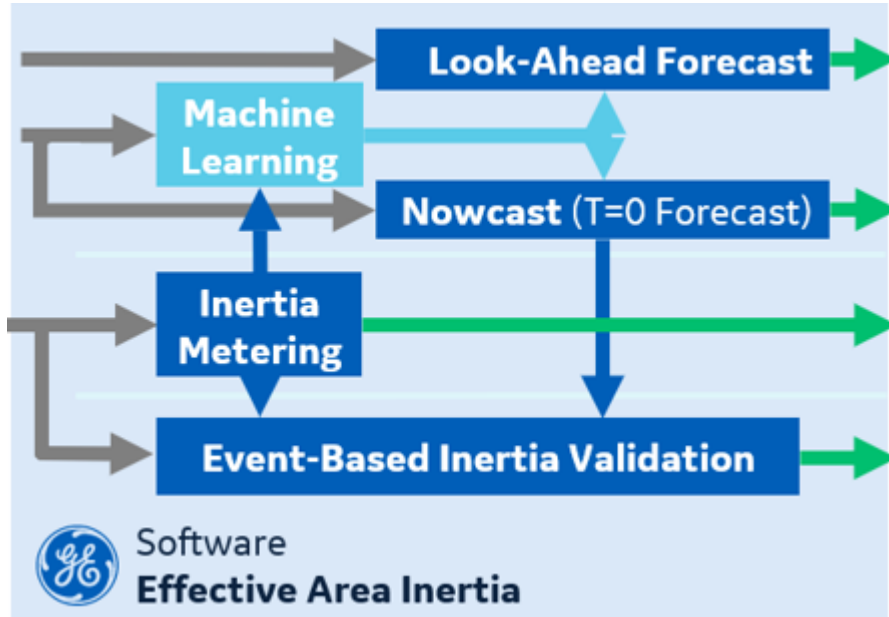 Look-Ahead Forecast
Machine
Learning
Nowcast (T=0 Forecast)
Inertia
Metering
Event-Based Inertia Validation
GE
Software
Effective Area Inertia